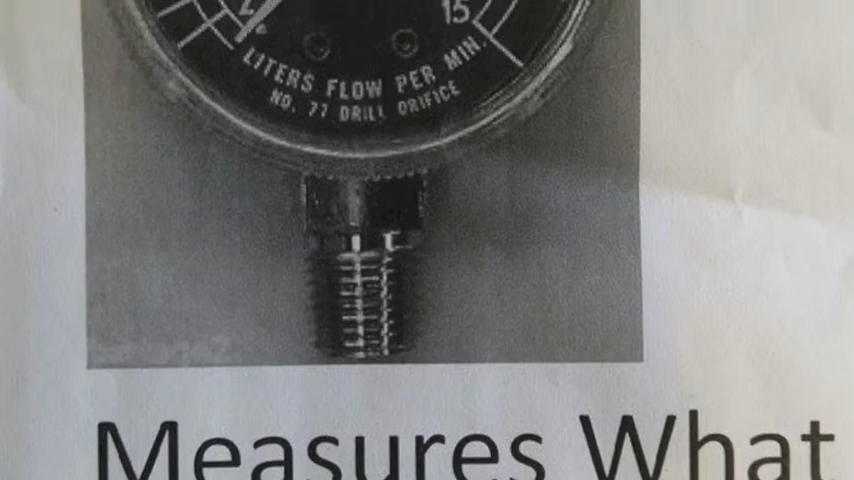 15
LITERS FLOW PER MIN.
NO. 77 DRILL ORIFICE
Measures What